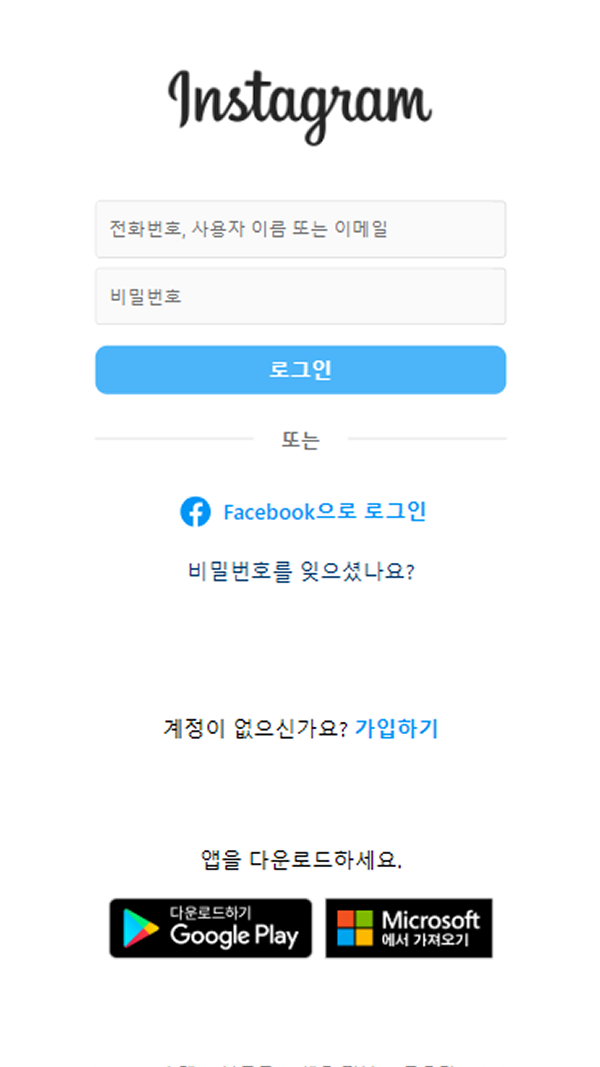 Instagram
전화번호, 사용자 이름 또는 이메일
비밀번호
로그인
또는
Facebook으로 로그인
비밀번호를 잊으셨나요?
계정이 없으신가요? 가입하기
앱을 다운로드하세요.
다운로드하기
Google Play
Microsoft
에서 가져오기